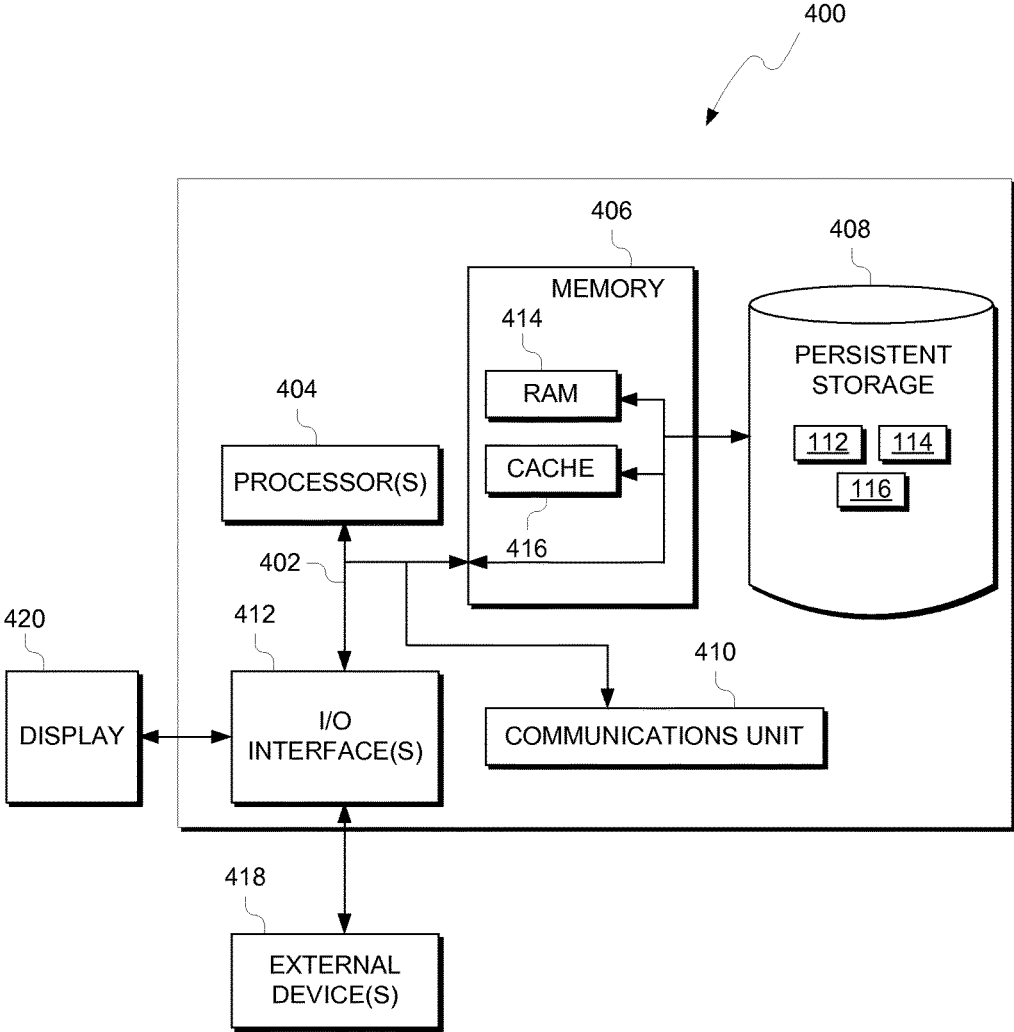 400
406
408
MEMORY
414
PERSISTENT
STORAGE
RAM
404
112
114
CACHE
PROCESSOR(S)
116
416
402
420
412
410
I/O
INTERFACE(S)
DISPLAY
COMMUNICATIONS UNIT
418
EXTERNAL
DEVICE(S)